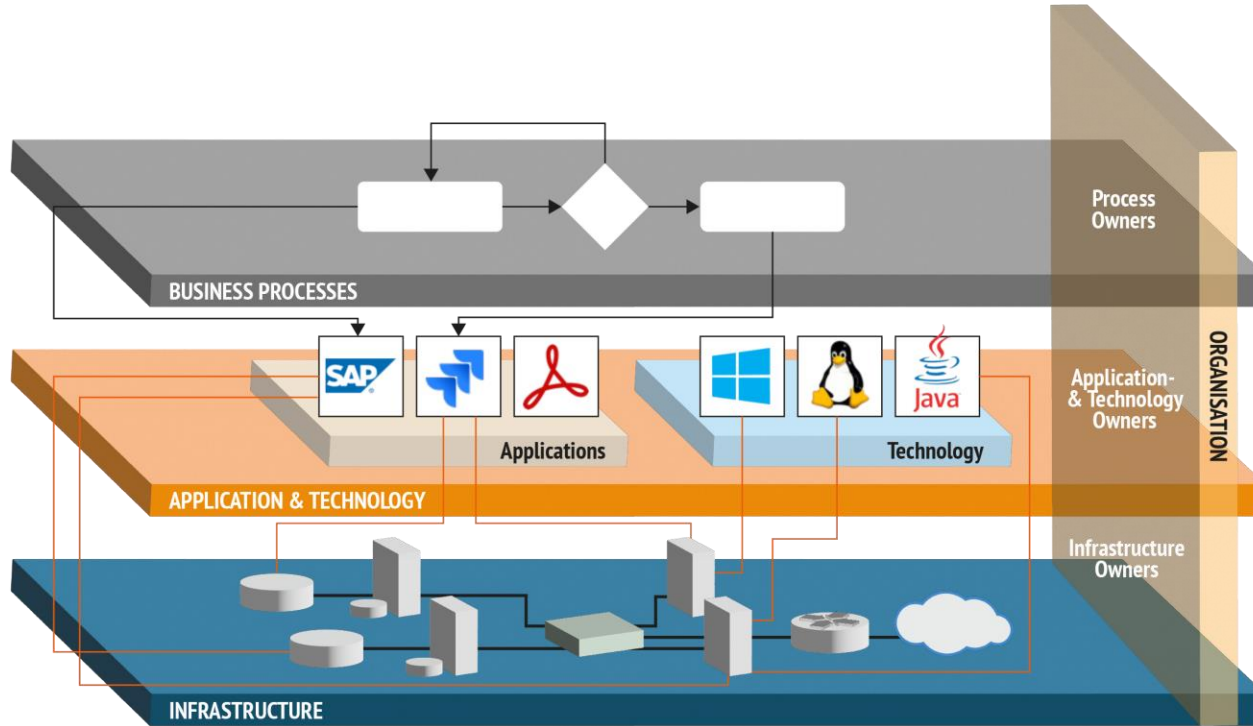 Process
Owners
BUSINESS PROCESSES
SAP
Java
Applications
Technology
Application-
& Technology
Owners
ORGANISATION
APPLICATION & TECHNOLOGY
Infrastructure
Owners
INFRASTRUCTURE